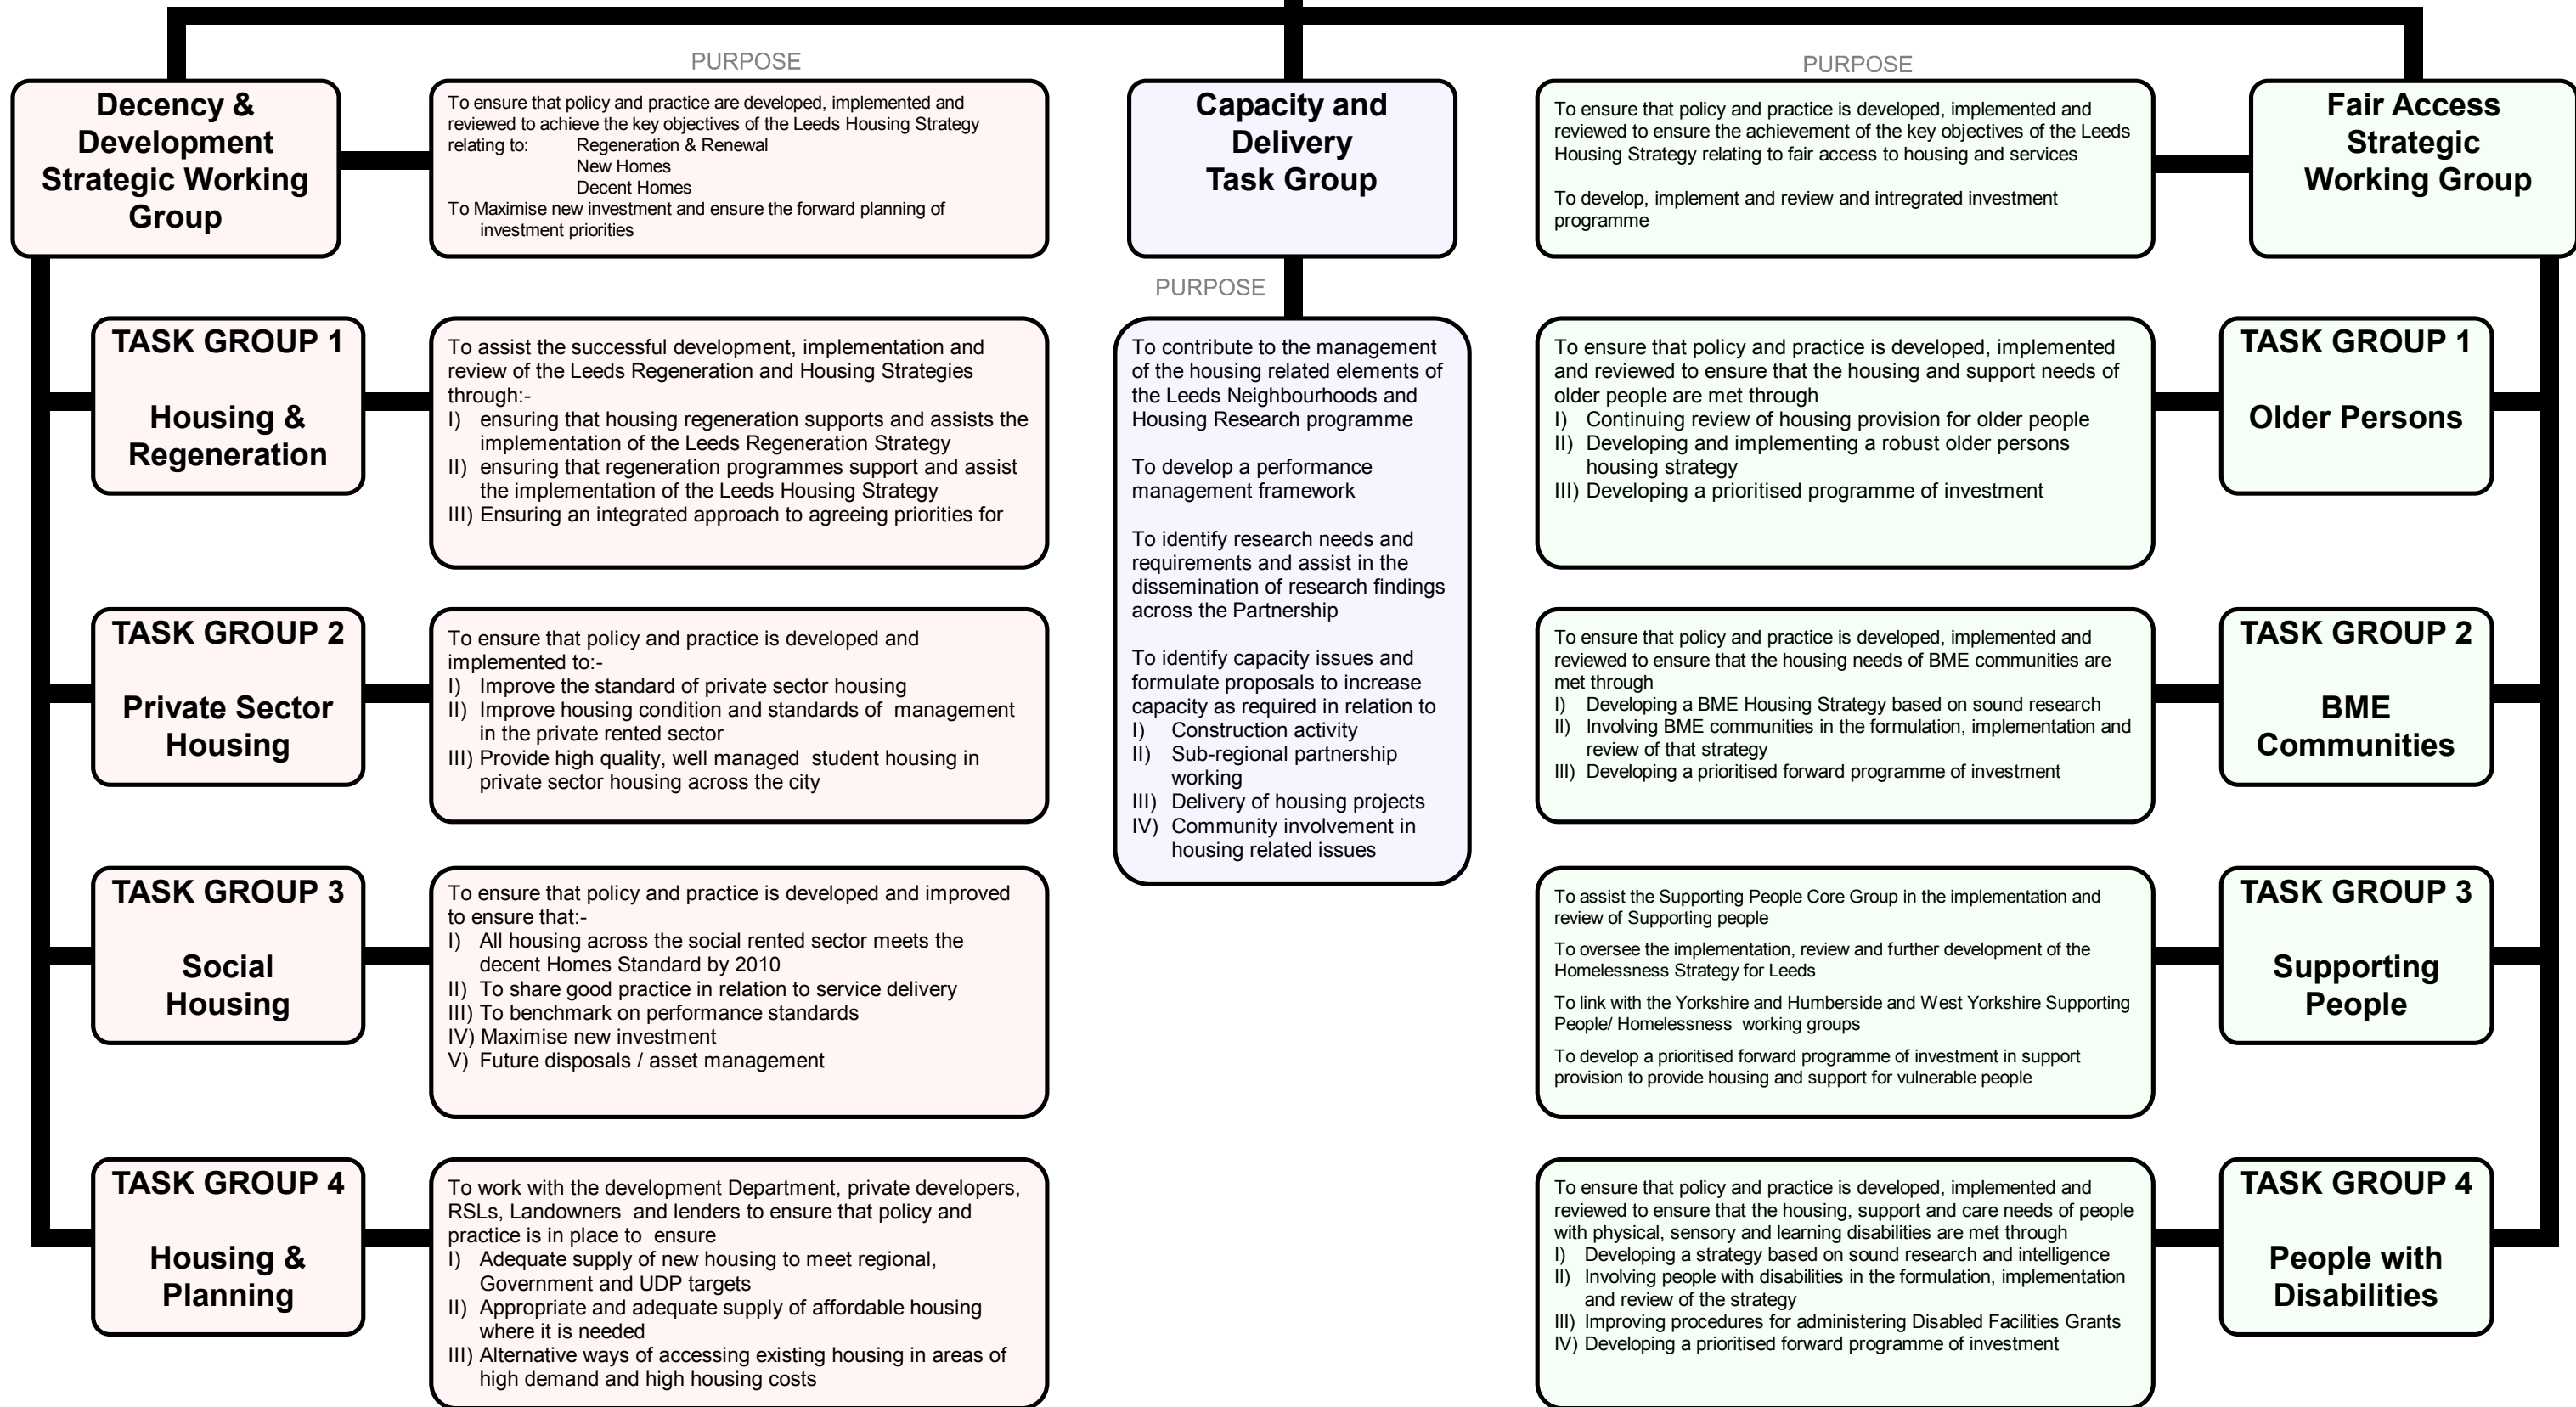 PURPOSE
Decency &
Development
Strategic Working
Group
To ensure that policy and practice are developed, implemented and
reviewed to achieve the key objectives of the Leeds Housing Strategy
relating to: Regeneration & Renewal
New Homes
Decent Homes
To Maximise new investment and ensure the forward planning of
investment priorities
TASK GROUP 1
Housing &
Regeneration
To assist the successful development, implementation and
review of the Leeds Regeneration and Housing Strategies
through:-
I) ensuring that housing regeneration supports and assists the
implementation of the Leeds Regeneration Strategy
II) ensuring that regeneration programmes support and assist
the implementation of the Leeds Housing Strategy
III) Ensuring an integrated approach to agreeing priorities for
TASK GROUP 2
Private Sector
Housing
To ensure that policy and practice is developed and
implemented to:-
I) Improve the standard of private sector housing
II) Improve housing condition and standards of management
in the private rented sector
III) Provide high quality, well managed student housing in
private sector housing across the city
TASK GROUP 3
Social
Housing
To ensure that policy and practice is developed and improved
to ensure that:-
I) All housing across the social rented sector meets the
decent Homes Standard by 2010
II) To share good practice in relation to service delivery
III) To benchmark on performance standards
IV) Maximise new investment
V) Future disposals / asset management
TASK GROUP 4
Housing &
Planning
To work with the development Department, private developers,
RSLs, Landowners and lenders to ensure that policy and
practice is in place to ensure
I) Adequate supply of new housing to meet regional,
Government and UDP targets
II) Appropriate and adequate supply of affordable housing
where it is needed
III) Alternative ways of accessing existing housing in areas of
high demand and high housing costs
Capacity and
Delivery
Task Group
PURPOSE
To contribute to the management
of the housing related elements of
the Leeds Neighbourhoods and
Housing Research programme
To develop a performance
management framework
To identify research needs and
requirements and assist in the
dissemination of research findings
across the Partnership
To identify capacity issues and
formulate proposals to increase
capacity as required in relation to
I) Construction activity
II) Sub-regional partnership
working
III) Delivery of housing projects
IV) Community involvement in
housing related issues
PURPOSE
To ensure that policy and practice is developed, implemented and
reviewed to ensure the achievement of the key objectives of the Leeds
Housing Strategy relating to fair access to housing and services
To develop, implement and review and intregrated investment
programme
Fair Access
Strategic
Working Group
To ensure that policy and practice is developed, implemented
and reviewed to ensure that the housing and support needs of
older people are met through
I) Continuing review of housing provision for older people
II) Developing and implementing a robust older persons
housing strategy
III) Developing a prioritised programme of investment
TASK GROUP 1
Older Persons
To ensure that policy and practice is developed, implemented and
reviewed to ensure that the housing needs of BME communities are
met through
I) Developing a BME Housing Strategy based on sound research
II) Involving BME communities in the formulation, implementation and
review of that strategy
III) Developing a prioritised forward programme of investment
TASK GROUP 2
BME
Communities
To assist the Supporting People Core Group in the implementation and
review of Supporting people
To oversee the implementation, review and further development of the
Homelessness Strategy for Leeds
To link with the Yorkshire and Humberside and West Yorkshire Supporting
People/ Homelessness working groups
To develop a prioritised forward programme of investment in support
provision to provide housing and support for vulnerable people
TASK GROUP 3
Supporting
People
To ensure that policy and practice is developed, implemented and
reviewed to ensure that the housing, support and care needs of people
with physical, sensory and learning disabilities are met through
I) Developing a strategy based on sound research and intelligence
II) Involving people with disabilities in the formulation, implementation
and review of the strategy
III) Improving procedures for administering Disabled Facilities Grants
IV) Developing a prioritised forward programme of investment
TASK GROUP 4
People with
Disabilities